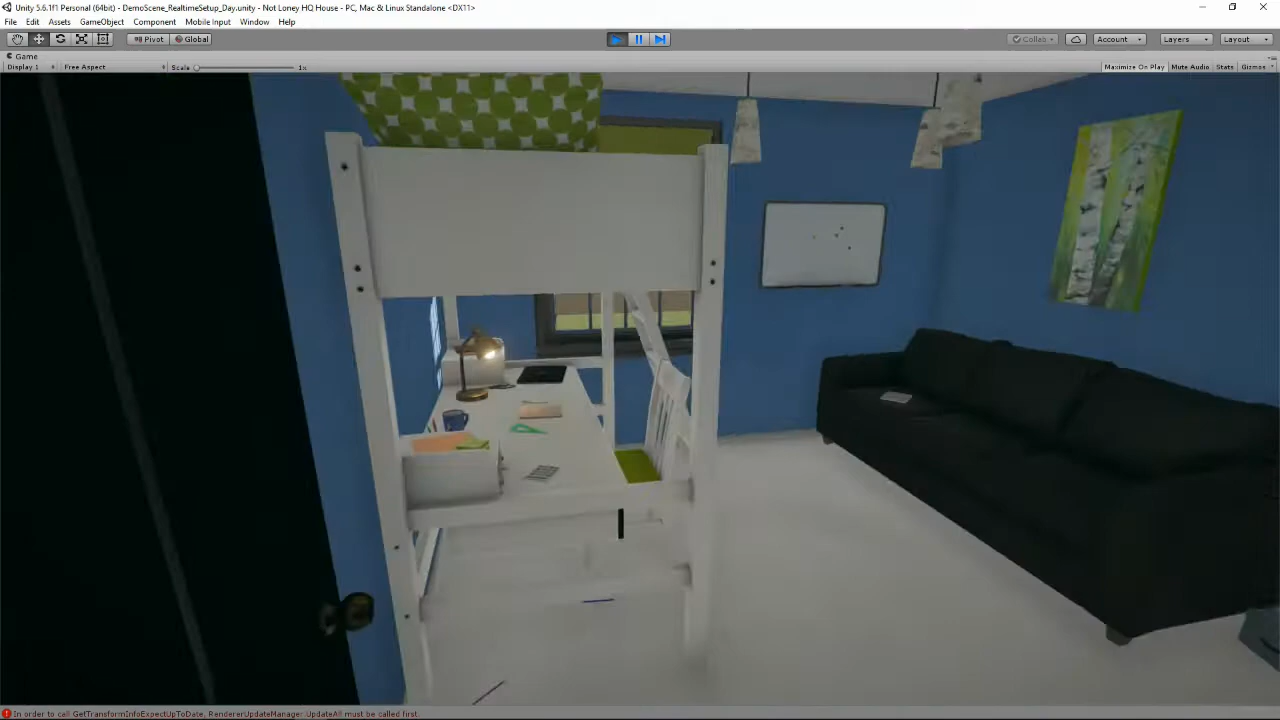 Unity 5.6.1f1 Personal (64bit) - DemoScene_RealtimeSetup_Day.unity - Not Loney HQ House - PC, Mac & Linux Standalone <DX11>
File Edit Assets GameObject Component Mobile Input Window Help
Pivot Global Collab Account Layers Layout
Game
Display 1 Free Aspect Scale 1x Maximize On Play Mute Audio Stats Gizmos
In order to call GetTransformInfoExpectUpToDate, RendererUpdateManager::UpdateAll must be called first.